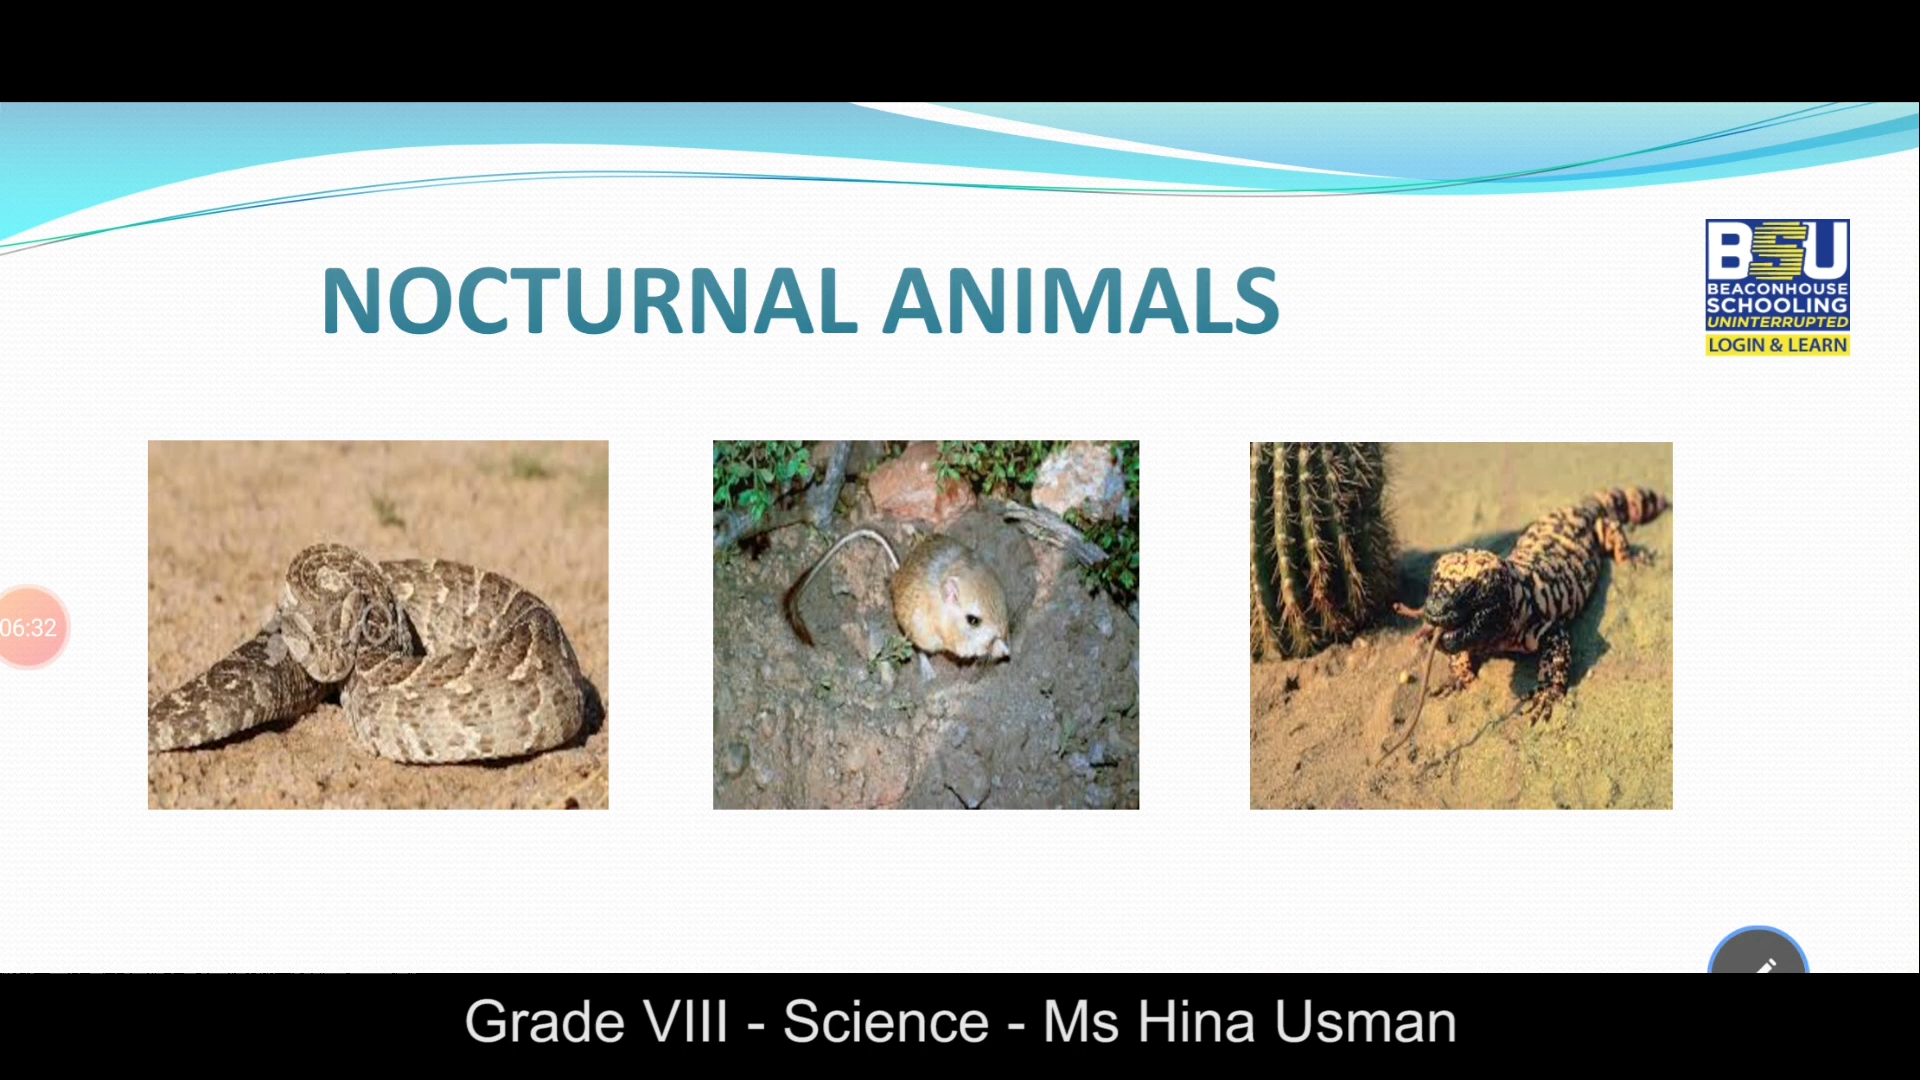 NOCTURNAL ANIMALS
BSU
BEACONHOUSE
SCHOOLING
UNINTERRUPTED
LOGIN & LEARN
06:32
Grade VIII - Science - Ms Hina Usman